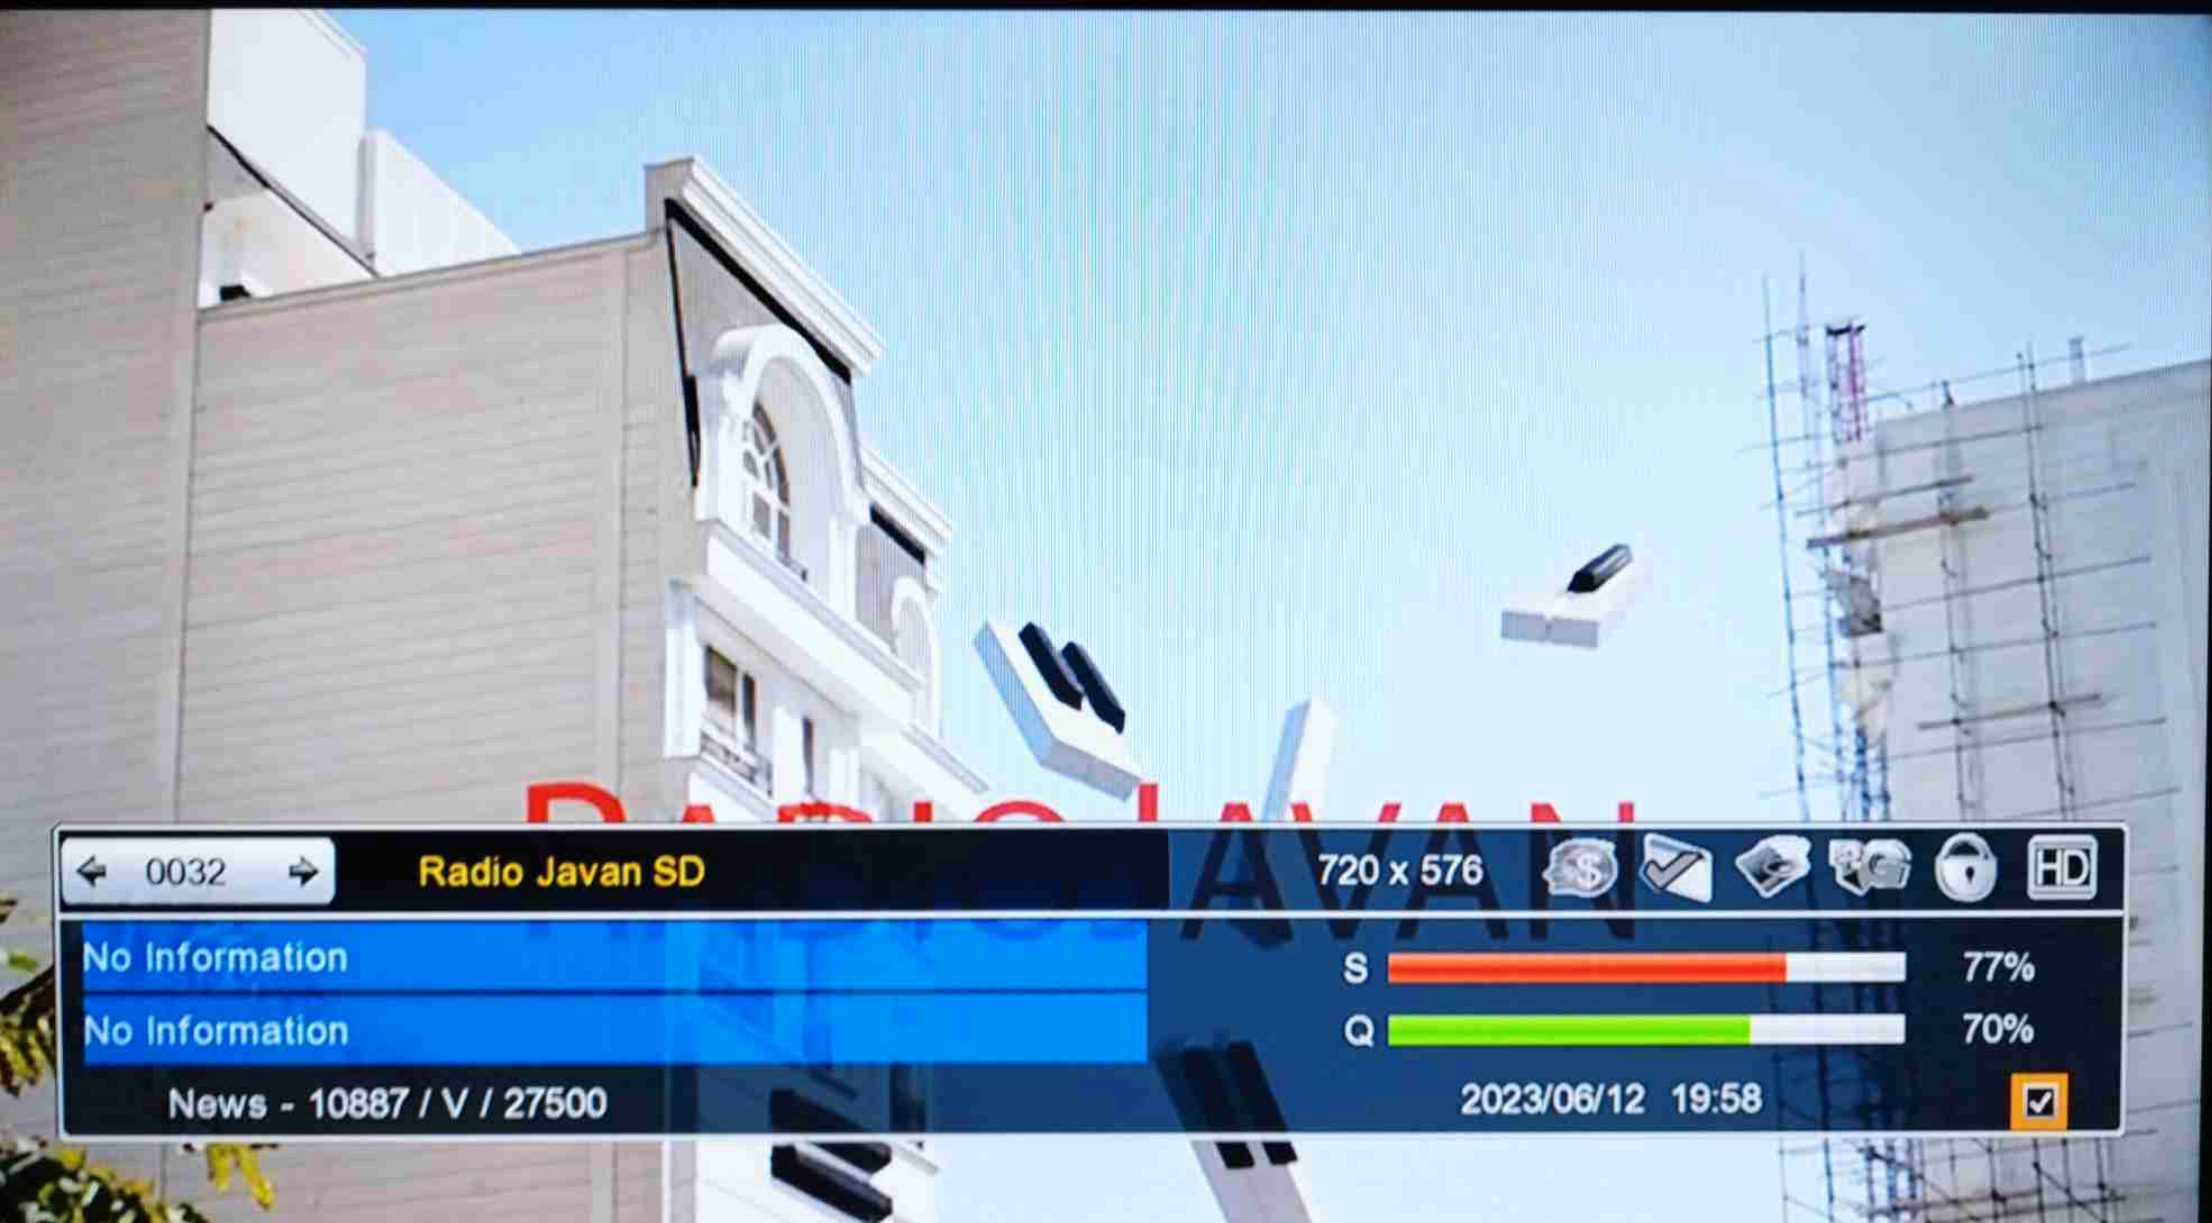 RADIOJAVAN
0032
Radio Javan SD
720 x 576
HD
No Information
S
77%
No Information
Q
70%
News - 10887 / V / 27500
2023/06/12 19:58